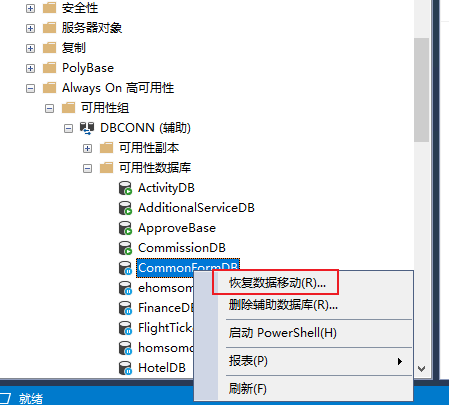 安全性
服务器对象
复制
PolyBase
Always On 高可用性
可用性组
DBCONN (辅助)
可用性副本
可用性数据库
ActivityDB
AdditionalServiceDB
ApproveBase
CommissionDB
CommonFormDB
恢复数据移动(R)...
ehomsom
删除辅助数据库(R)...
FinanceDB
FlightTicke
启动 PowerShell(H)
homsomd
报表(P)
HotelDB
刷新(F)
就绪